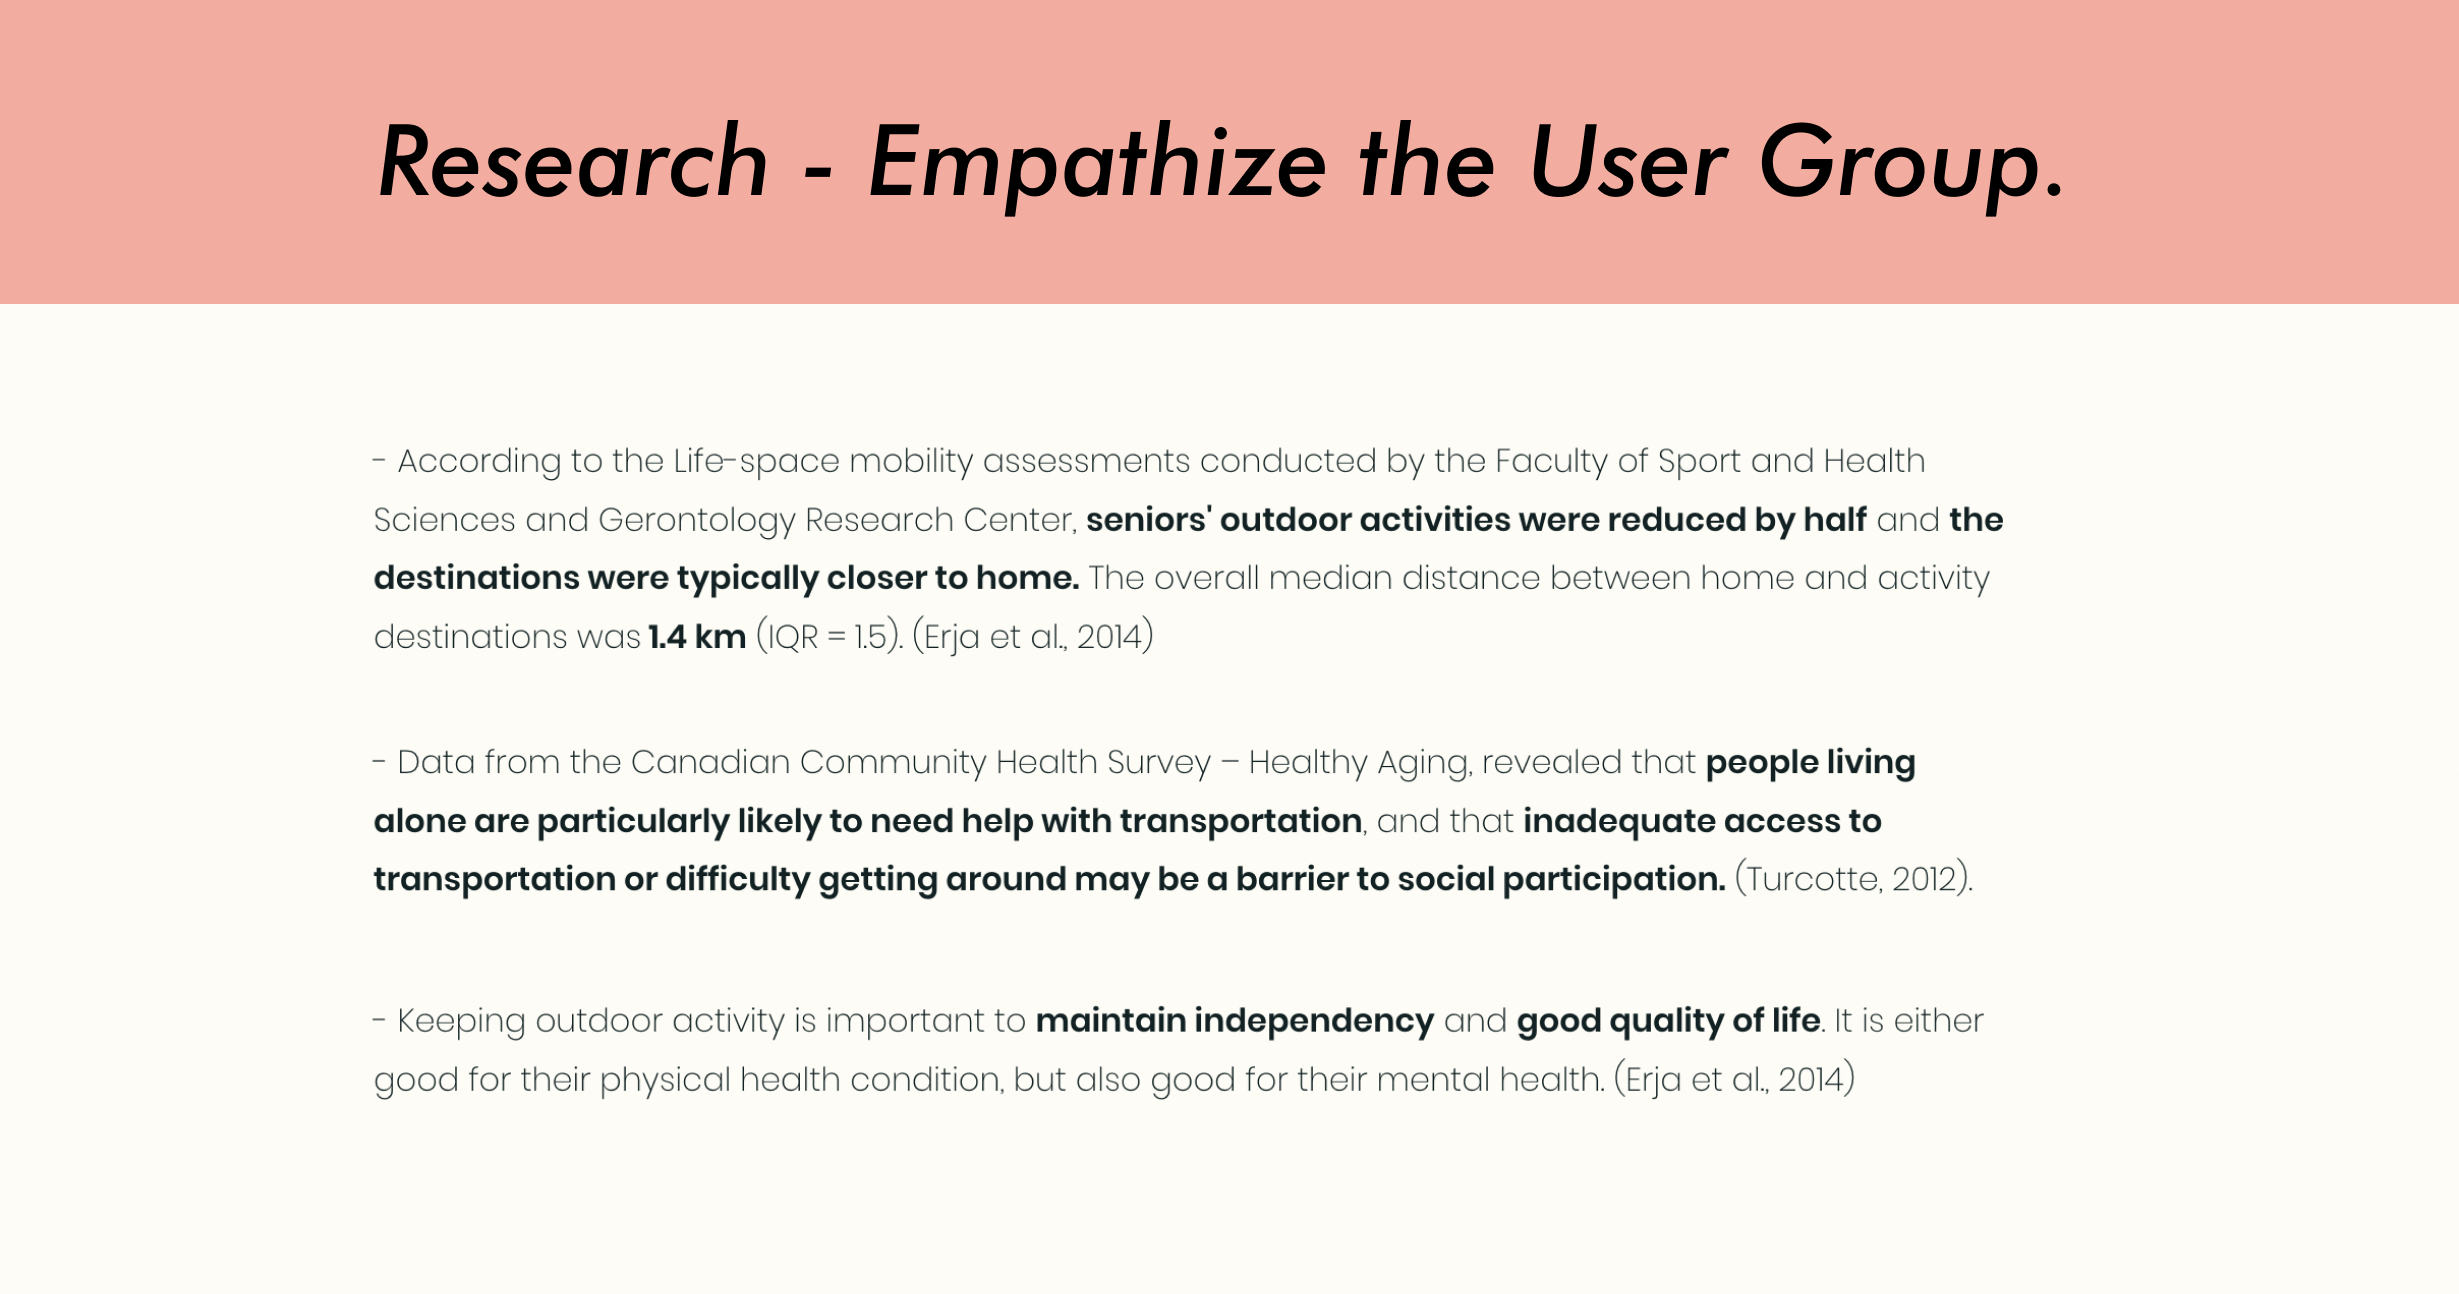 Research - Empathize the User Group.
- According to the Life-space mobility assessments conducted by the Faculty of Sport and Health
Sciences and Gerontology Research Center, seniors' outdoor activities were reduced by half and the
destinations were typically closer to home. The overall median distance between home and activity
destinations was 1.4 km (IQR = 1.5). (Erja et al., 2014)
- Data from the Canadian Community Health Survey – Healthy Aging, revealed that people living
alone are particularly likely to need help with transportation, and that inadequate access to
transportation or difficulty getting around may be a barrier to social participation. (Turcotte, 2012).
- Keeping outdoor activity is important to maintain independency and good quality of life. It is either
good for their physical health condition, but also good for their mental health. (Erja et al., 2014)